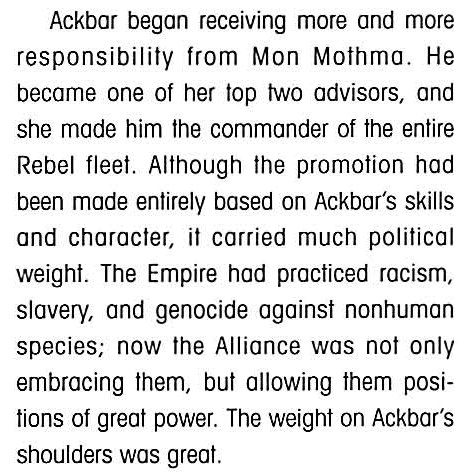 Ackbar began receiving more and more
responsibility from Mon Mothma. He
became one of her top two advisors, and
she made him the commander of the entire
Rebel fleet. Although the promotion had
been made entirely based on Ackbar's skills
and character, it carried much political
weight. The Empire had practiced racism,
slavery, and genocide against nonhuman
species; now the Alliance was not only
embracing them, but allowing them posi-
tions of great power. The weight on Ackbar's
shoulders was great.